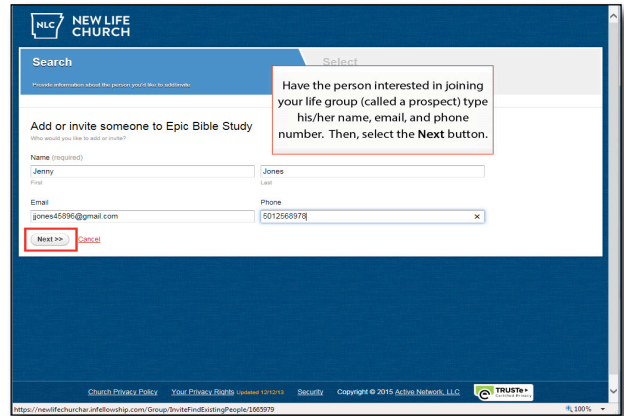 NLC NEW LIFE
CHURCH
Search
Select
Provide information about the person you'd like to add/invite
Have the person interested in joining
your life group (called a prospect) type
his/her name, email, and phone
number. Then, select the Next button.
Add or invite someone to Epic Bible Study
Who would you like to add or invite?
Name (required)
Jenny Jones
First Last
Email Phone
jjones45896@gmail.com 5012568978 ×
Next >> Cancel
Church Privacy Policy Your Privacy Rights Updated 12/12/13 Security Copyright © 2015 Active Network, LLC TRUSTe
Certified Privacy
https://newlifechurchar.infellowship.com/Group/InviteFindExistingPeople/1665979 100%